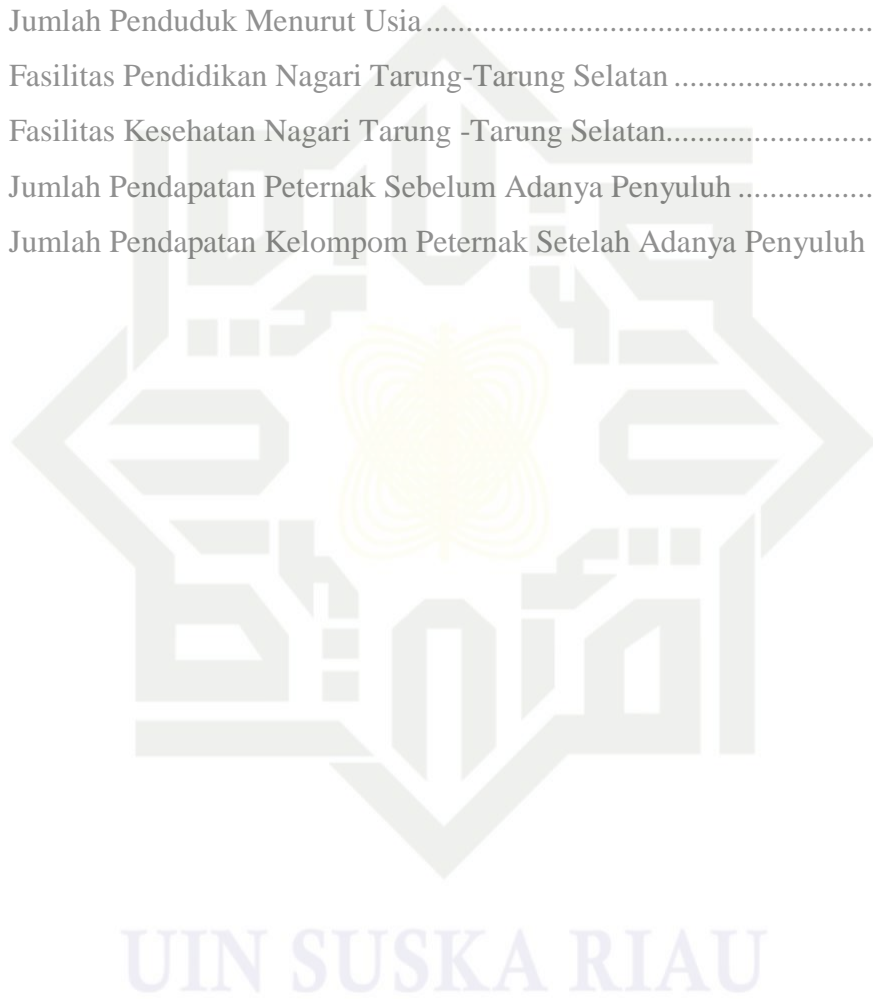 Jumlah Penduduk Menurut Usia....................................................
Fasilitas Pendidikan Nagari Tarung-Tarung Selatan........................
Fasilitas Kesehatan Nagari Tarung -Tarung Selatan.........................
Jumlah Pendapatan Peternak Sebelum Adanya Penyuluh................
Jumlah Pendapatan Kelompom Peternak Setelah Adanya Penyuluh
UIN SUSKA RIAU